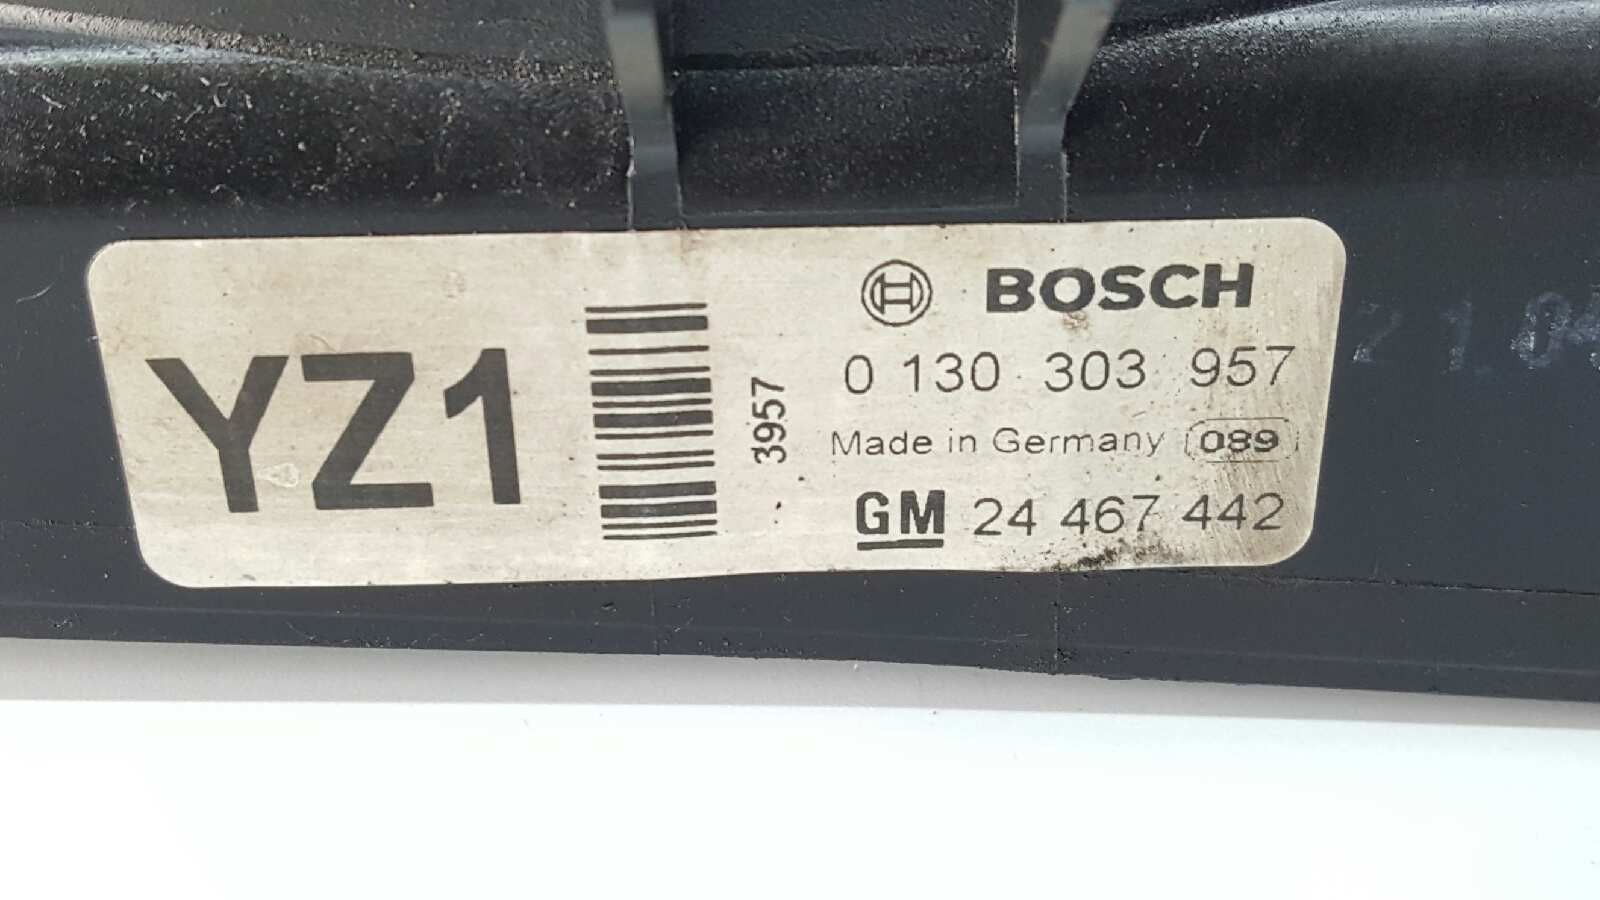 YZ1
3957
BOSCH
0 130 303 957
Made in Germany 089
GM 24 467 442